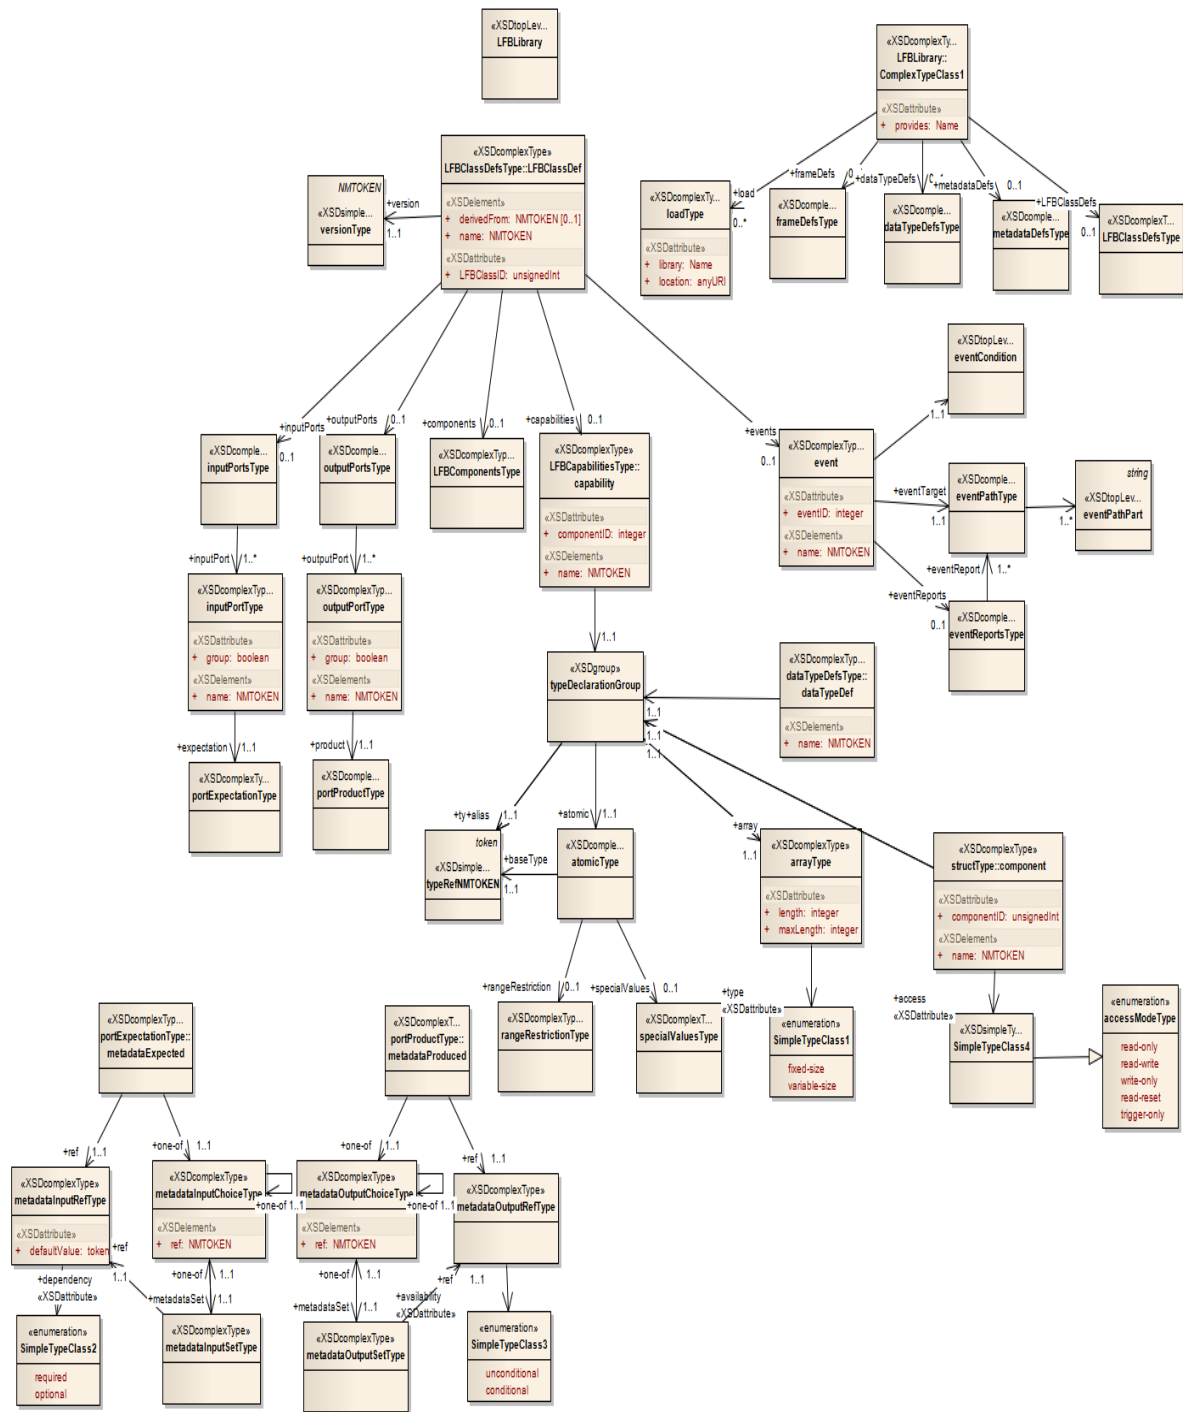 «XSDtopLev...
LFBLibrary
«XSDcomplexTy...
LFBLibrary::
ComplexTypeClass1
«XSDattribute»
+ provides: Name
«XSDcomplexType»
LFBClassDefsType::LFBClassDef
«XSDelement»
+ derivedFrom: NMTOKEN [0..1]
+ name: NMTOKEN
«XSDattribute»
+ LFBClassID: unsignedInt
NMTOKEN
«XSDsimple...
versionType
+version
1..1
+load
0..*
+frameDefs
+dataTypeDefs
0..*
+metadataDefs
0..1
+LFBClassDefs
0..1
«XSDcomplexTy...
loadType
«XSDattribute»
+ library: Name
+ location: anyURI
«XSDcomple...
frameDefsType
«XSDcomple...
dataTypeDefsType
«XSDcomple...
metadataDefsType
«XSDcomplexT...
LFBClassDefsType
+inputPorts
0..1
+outputPorts
0..1
+components
0..1
+capabilities
0..1
+events
0..1
«XSDcomple...
inputPortsType
«XSDcomple...
outputPortsType
«XSDcomplexTyp...
LFBComponentsType
«XSDcomplexType»
LFBCapabilitiesType::
capability
«XSDattribute»
+ componentID: integer
«XSDelement»
+ name: NMTOKEN
«XSDcomplexTyp...
event
«XSDattribute»
+ eventID: integer
«XSDelement»
+ name: NMTOKEN
«XSDtopLev...
eventCondition
1..1
+eventTarget
1..1
«XSDcomple...
eventPathType
1..*
string
«XSDtopLev...
eventPathPart
+eventReport
1..*
+eventReports
0..1
«XSDcomple...
eventReportsType
+inputPort
1..*
+outputPort
1..*
«XSDcomplexTyp...
inputPortType
«XSDattribute»
+ group: boolean
«XSDelement»
+ name: NMTOKEN
«XSDcomplexTyp...
outputPortType
«XSDattribute»
+ group: boolean
«XSDelement»
+ name: NMTOKEN
1..1
«XSDgroup»
typeDeclarationGroup
«XSDcomplexTyp...
dataTypeDefsType::
dataTypeDef
«XSDelement»
+ name: NMTOKEN
1..1
1..1
1..1
+expectation
1..1
+product
1..1
«XSDcomplexTy...
portExpectationType
«XSDcomple...
portProductType
+ty+alias
1..1
+atomic
1..1
+array
1..1
token
«XSDsimple...
typeRefNMTOKEN
+baseType
1..1
«XSDcomple...
atomicType
«XSDcomplexType»
arrayType
«XSDattribute»
+ length: integer
+ maxLength: integer
«XSDcomplexType»
structType::component
«XSDattribute»
+ componentID: unsignedInt
«XSDelement»
+ name: NMTOKEN
+rangeRestriction
0..1
+specialValues
0..1
+type
«XSDattribute»
+access
«XSDattribute»
«XSDcomplexTyp...
rangeRestrictionType
«XSDcomplexT...
specialValuesType
«enumeration»
SimpleTypeClass1
fixed-size
variable-size
«XSDsimpleTy...
SimpleTypeClass4
«enumeration»
accessModeType
read-only
read-write
write-only
read-reset
trigger-only
«XSDcomplexTyp...
portExpectationType::
metadataExpected
«XSDcomplexT...
portProductType::
metadataProduced
+ref
1..1
+one-of
1..1
+one-of
1..1
+ref
1..1
«XSDcomplexType»
metadataInputRefType
«XSDattribute»
+ defaultValue: token
«XSDcomplexType»
metadataInputChoiceType
«XSDelement»
+ ref: NMTOKEN
+one-of 1..1
«XSDcomplexType»
metadataOutputChoiceType
«XSDelement»
+ ref: NMTOKEN
+one-of 1..1
«XSDcomplexType»
metadataOutputRefType
+ref
1..1
+dependency
«XSDattribute»
+one-of
1..1
+metadataSet
1..1
+one-of
1..1
+metadataSet
1..1
+ref
1..1
+availability
«XSDattribute»
«enumeration»
SimpleTypeClass2
required
optional
«XSDcomplexType»
metadataInputSetType
«XSDcomplexType»
metadataOutputSetType
«enumeration»
SimpleTypeClass3
unconditional
conditional